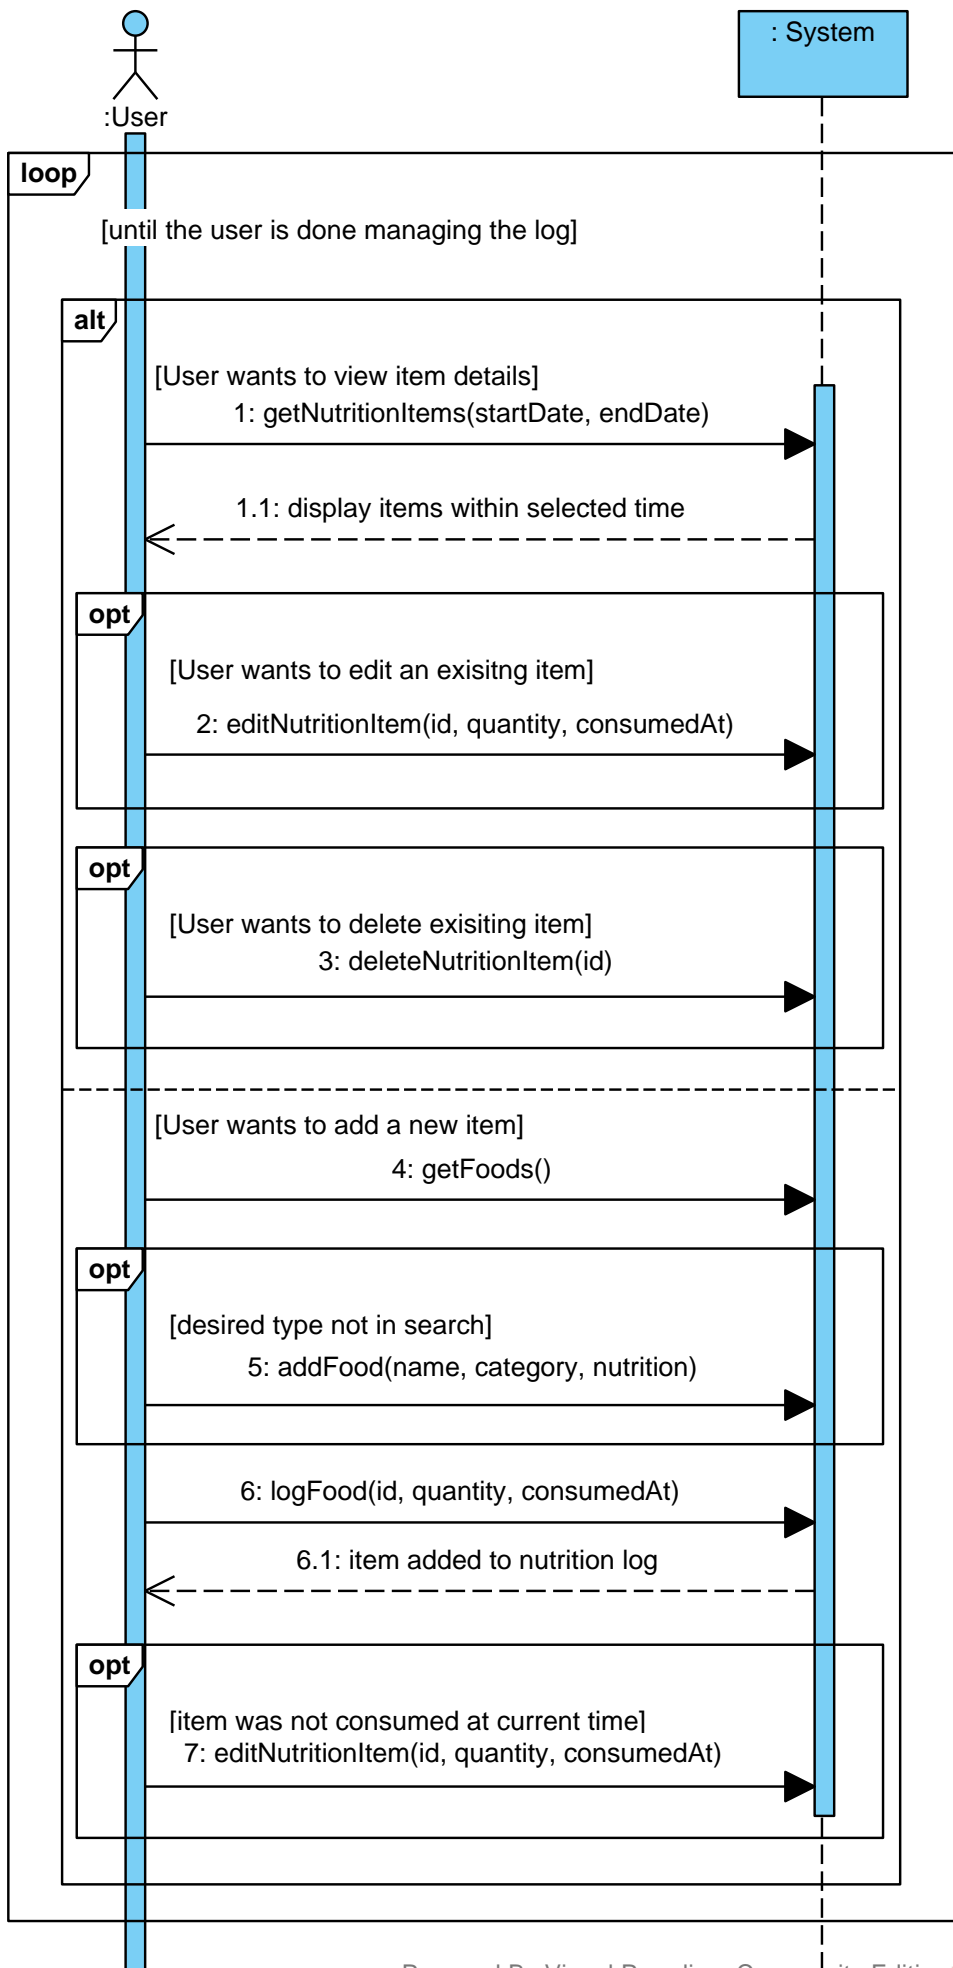 :User
: System
loop
[until the user is done managing the log]
alt
[User wants to view item details]
1: getNutritionItems(startDate, endDate)
1.1: display items within selected time
opt
[User wants to edit an exisitng item]
2: editNutritionItem(id, quantity, consumedAt)
opt
[User wants to delete exisiting item]
3: deleteNutritionItem(id)
[User wants to add a new item]
4: getFoods()
opt
[desired type not in search]
5: addFood(name, category, nutrition)
6: logFood(id, quantity, consumedAt)
6.1: item added to nutrition log
opt
[item was not consumed at current time]
7: editNutritionItem(id, quantity, consumedAt)